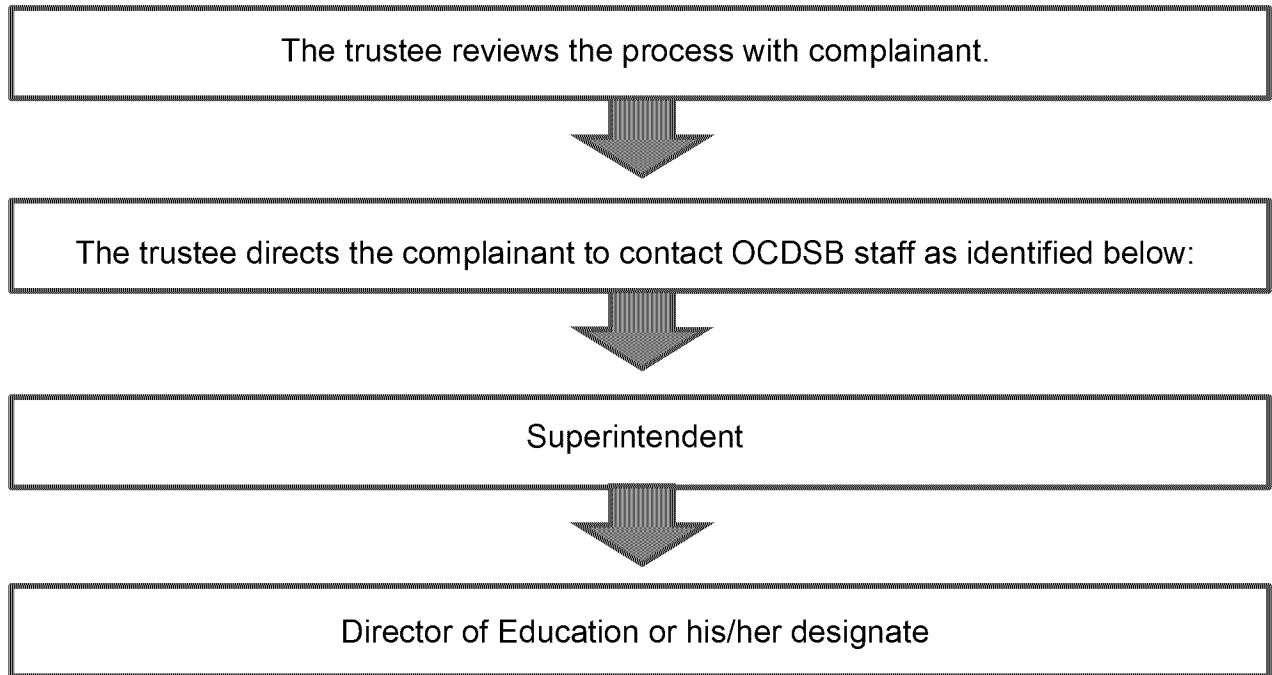 The trustee reviews the process with complainant.
The trustee directs the complainant to contact OCDSB staff as identified below:
Superintendent
Director of Education or his/her designate